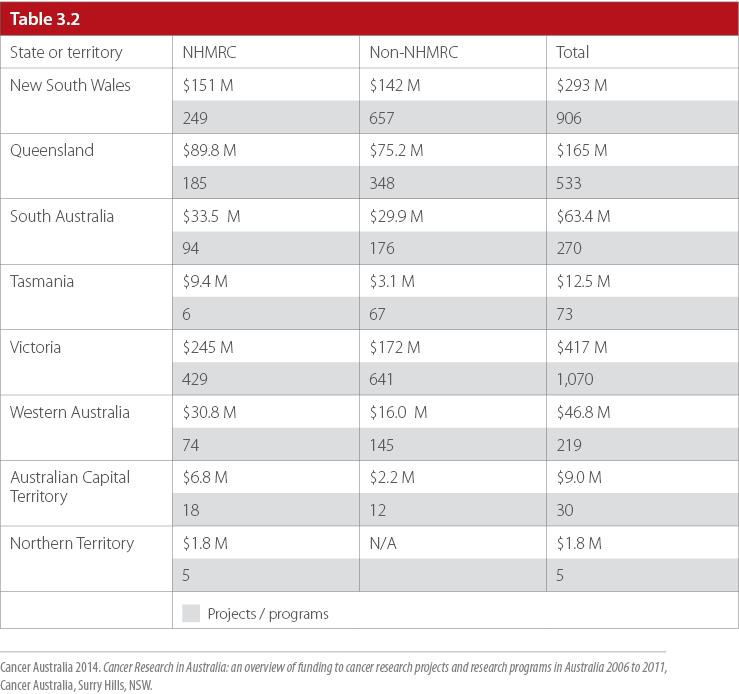 Table 3.2
State or territory NHMRC Non-NHMRC Total
New South Wales $151 M $142 M $293 M
249 657 906
Queensland $89.8 M $75.2 M $165 M
185 348 533
South Australia $33.5 M $29.9 M $63.4 M
94 176 270
Tasmania $9.4 M $3.1 M $12.5 M
6 67 73
Victoria $245 M $172 M $417 M
429 641 1,070
Western Australia $30.8 M $16.0 M $46.8 M
74 145 219
Australian Capital $6.8 M $2.2 M $9.0 M
Territory
18 12 30
Northern Territory $1.8 M N/A $1.8 M
5 5
Projects / programs
Cancer Australia 2014. Cancer Research in Australia: an overview of funding to cancer research projects and research programs in Australia 2006 to 2011,
Cancer Australia, Surry Hills, NSW.